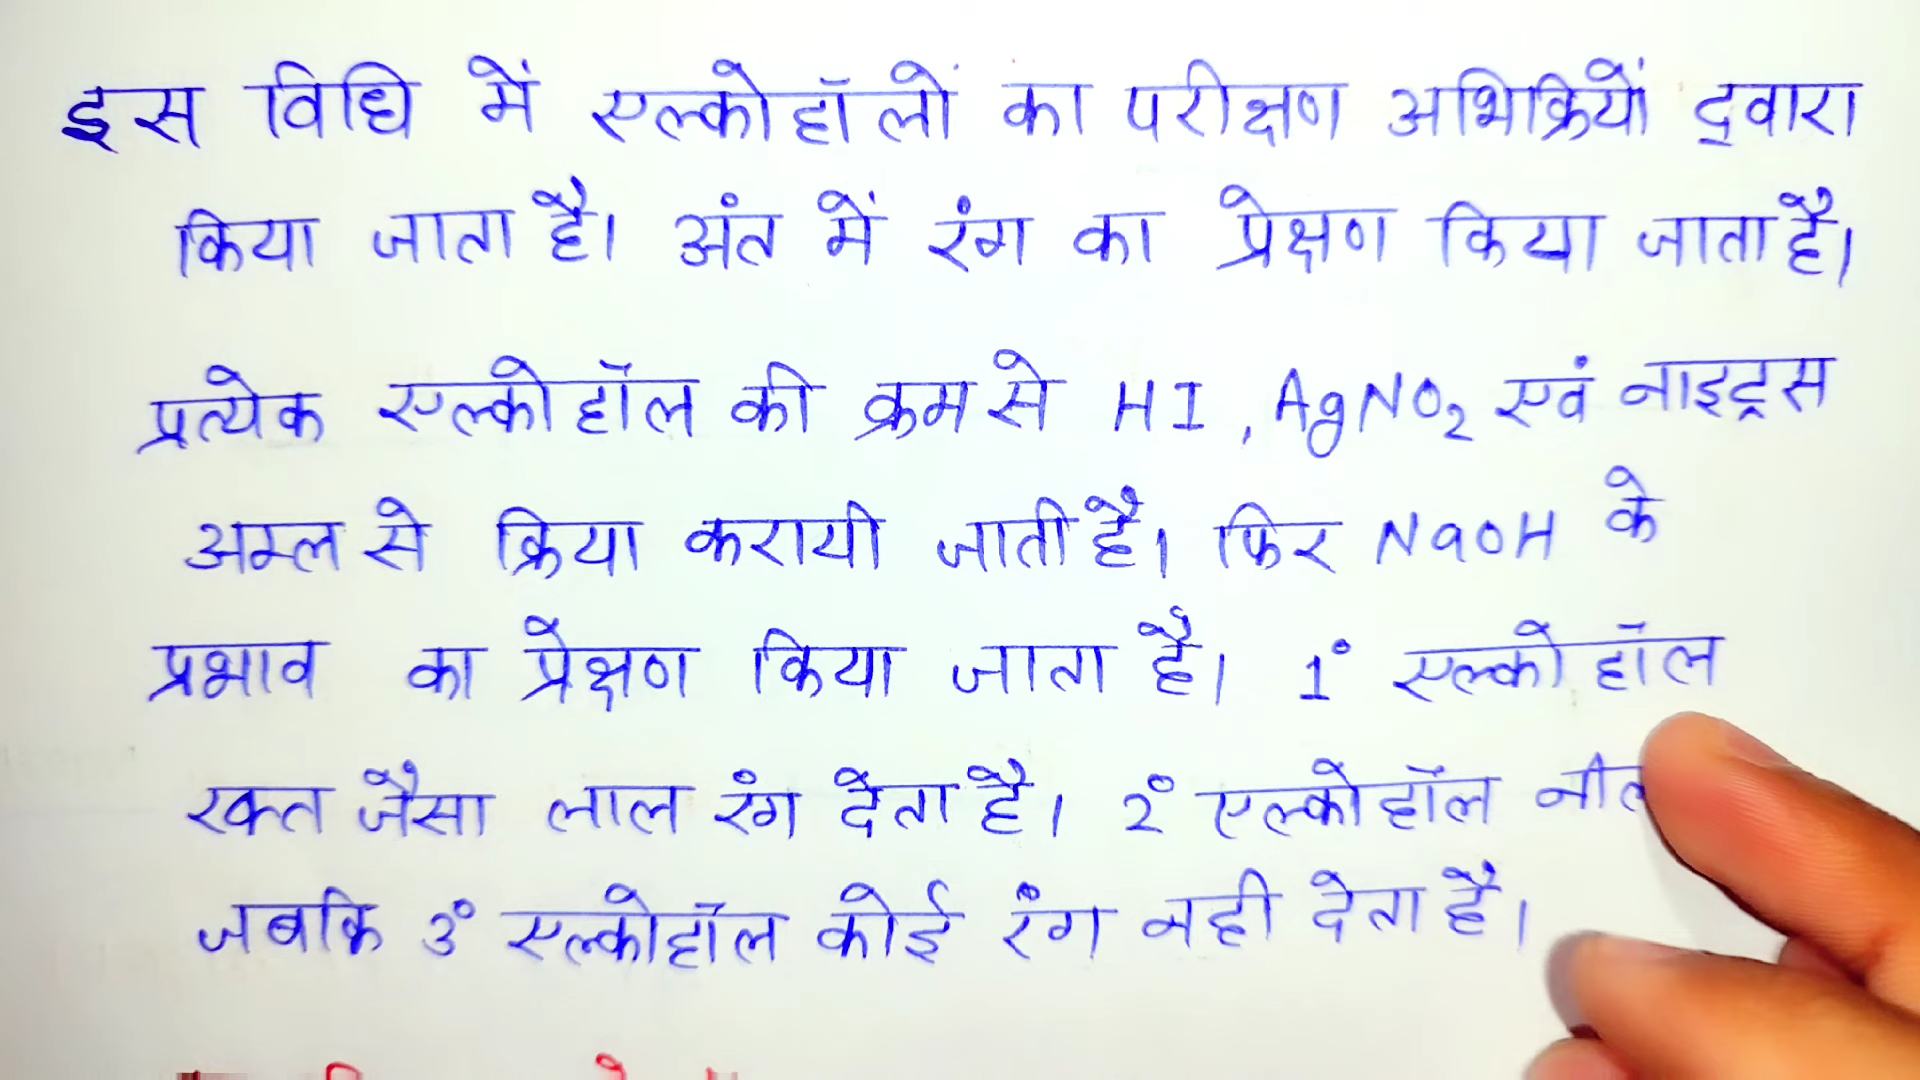 इस विधि में एल्कोहॉलों का परीक्षण अभिक्रियों द्वारा
किया जाता है। अंत में रंग का प्रेक्षण किया जाता है।
प्रत्येक एल्कोहॉल की क्रम से HI, AgNO₂ एवं नाइट्रस
अम्ल से क्रिया करायी जाती है। फिर NaOH के
प्रभाव का प्रेक्षण किया जाता है। 1° एल्कोहॉल
रक्त जैसा लाल रंग देता है। 2° एल्कोहॉल
जबकि 3° एल्कोहॉल कोई रंग नही देता है।